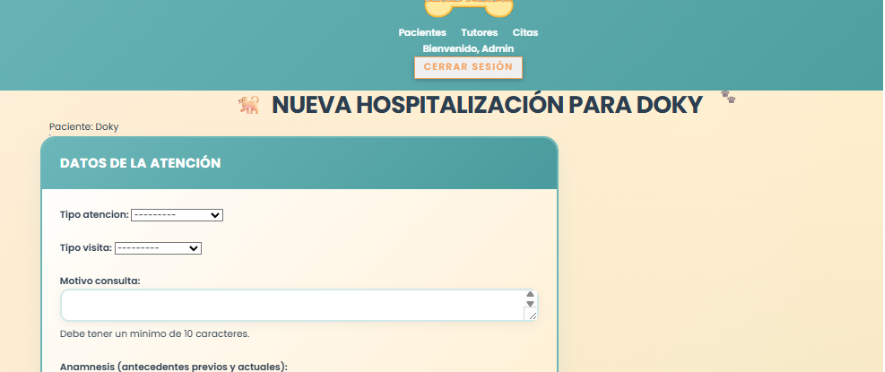 Pacientes Tutores Citas
Bienvenido, Admin
CERRAR SESIÓN
NUEVA HOSPITALIZACIÓN PARA DOKY
Paciente: Doky
DATOS DE LA ATENCIÓN
Tipo atencion: ---------
Tipo visita: ---------
Motivo consulta:
Debe tener un mínimo de 10 caracteres.
Anamnesis (antecedentes previos y actuales):